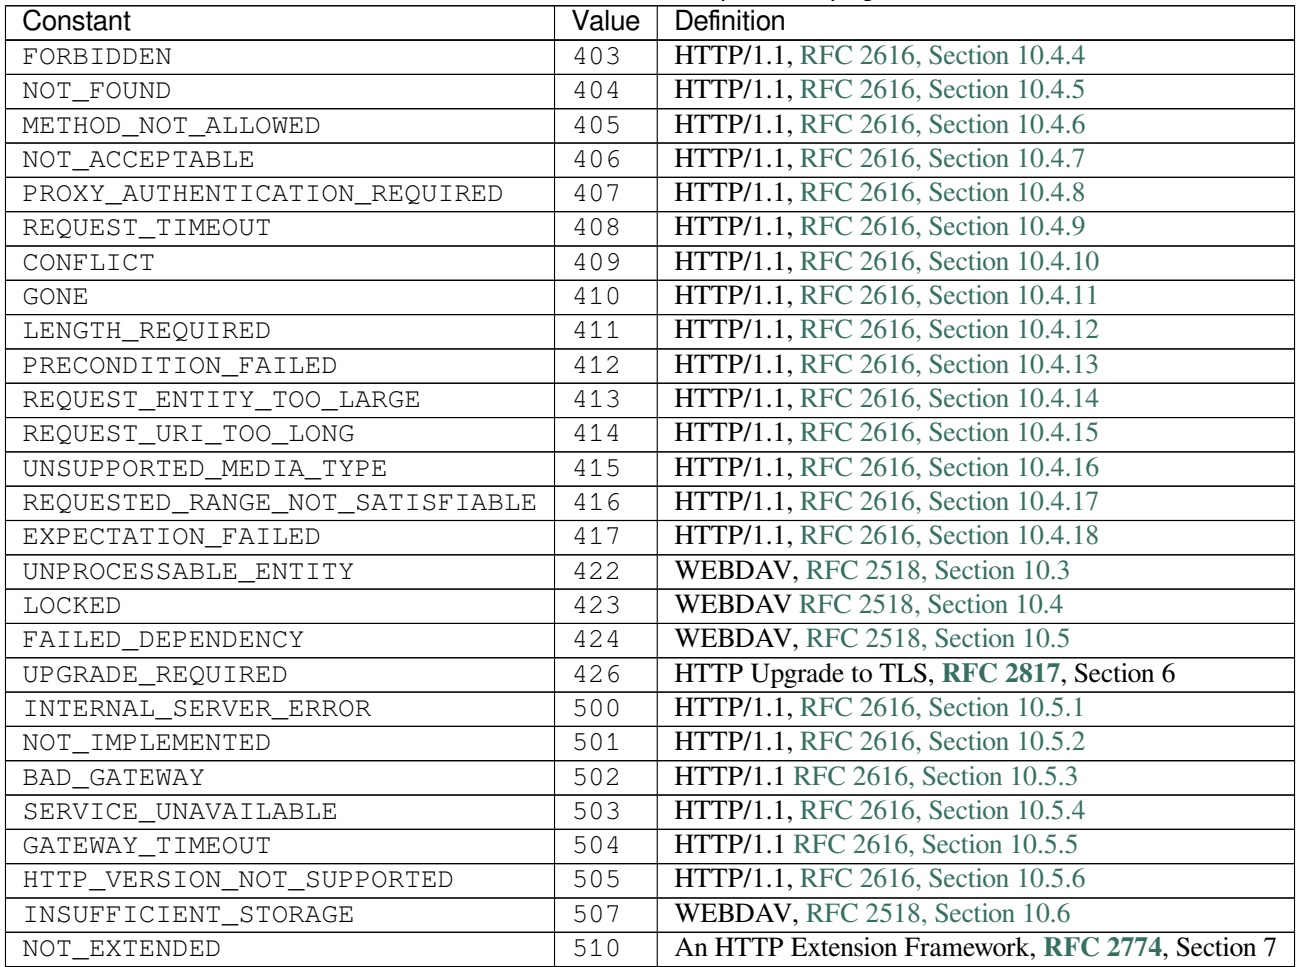 Constant Value Definition
FORBIDDEN 403 HTTP/1.1, RFC 2616, Section 10.4.4
NOT_FOUND 404 HTTP/1.1, RFC 2616, Section 10.4.5
METHOD_NOT_ALLOWED 405 HTTP/1.1, RFC 2616, Section 10.4.6
NOT_ACCEPTABLE 406 HTTP/1.1, RFC 2616, Section 10.4.7
PROXY_AUTHENTICATION_REQUIRED 407 HTTP/1.1, RFC 2616, Section 10.4.8
REQUEST_TIMEOUT 408 HTTP/1.1, RFC 2616, Section 10.4.9
CONFLICT 409 HTTP/1.1, RFC 2616, Section 10.4.10
GONE 410 HTTP/1.1, RFC 2616, Section 10.4.11
LENGTH_REQUIRED 411 HTTP/1.1, RFC 2616, Section 10.4.12
PRECONDITION_FAILED 412 HTTP/1.1, RFC 2616, Section 10.4.13
REQUEST_ENTITY_TOO_LARGE 413 HTTP/1.1, RFC 2616, Section 10.4.14
REQUEST_URI_TOO_LONG 414 HTTP/1.1, RFC 2616, Section 10.4.15
UNSUPPORTED_MEDIA_TYPE 415 HTTP/1.1, RFC 2616, Section 10.4.16
REQUESTED_RANGE_NOT_SATISFIABLE 416 HTTP/1.1, RFC 2616, Section 10.4.17
EXPECTATION_FAILED 417 HTTP/1.1, RFC 2616, Section 10.4.18
UNPROCESSABLE_ENTITY 422 WEBDAV, RFC 2518, Section 10.3
LOCKED 423 WEBDAV RFC 2518, Section 10.4
FAILED_DEPENDENCY 424 WEBDAV, RFC 2518, Section 10.5
UPGRADE_REQUIRED 426 HTTP Upgrade to TLS, RFC 2817, Section 6
INTERNAL_SERVER_ERROR 500 HTTP/1.1, RFC 2616, Section 10.5.1
NOT_IMPLEMENTED 501 HTTP/1.1, RFC 2616, Section 10.5.2
BAD_GATEWAY 502 HTTP/1.1 RFC 2616, Section 10.5.3
SERVICE_UNAVAILABLE 503 HTTP/1.1, RFC 2616, Section 10.5.4
GATEWAY_TIMEOUT 504 HTTP/1.1 RFC 2616, Section 10.5.5
HTTP_VERSION_NOT_SUPPORTED 505 HTTP/1.1, RFC 2616, Section 10.5.6
INSUFFICIENT_STORAGE 507 WEBDAV, RFC 2518, Section 10.6
NOT_EXTENDED 510 An HTTP Extension Framework, RFC 2774, Section 7